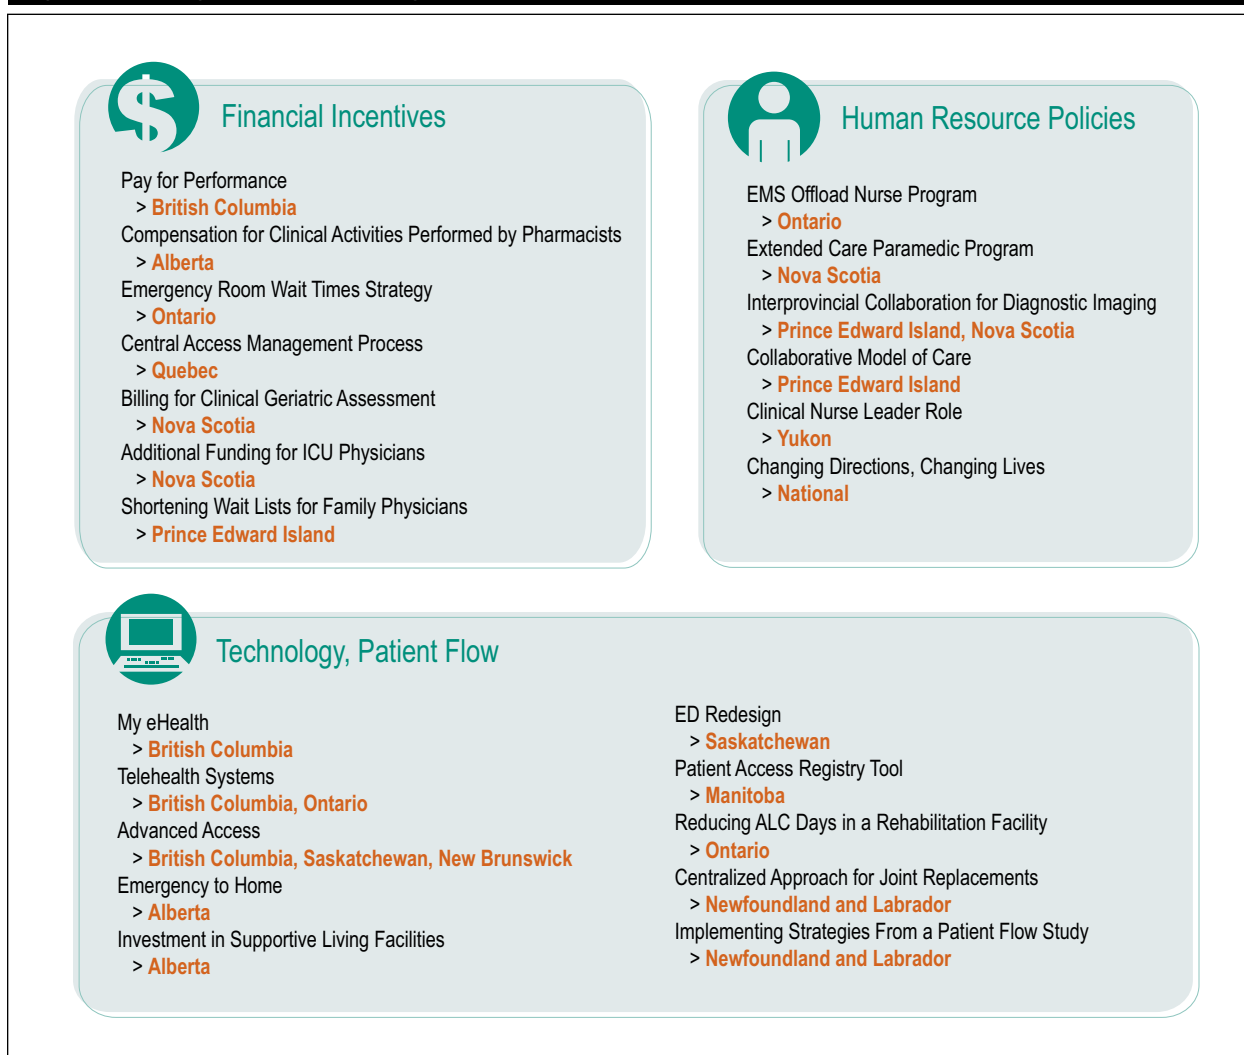 Financial Incentives
Pay for Performance
> British Columbia
Compensation for Clinical Activities Performed by Pharmacists
> Alberta
Emergency Room Wait Times Strategy
> Ontario
Central Access Management Process
> Quebec
Billing for Clinical Geriatric Assessment
> Nova Scotia
Additional Funding for ICU Physicians
> Nova Scotia
Shortening Wait Lists for Family Physicians
> Prince Edward Island
Human Resource Policies
EMS Offload Nurse Program
> Ontario
Extended Care Paramedic Program
> Nova Scotia
Interprovincial Collaboration for Diagnostic Imaging
> Prince Edward Island, Nova Scotia
Collaborative Model of Care
> Prince Edward Island
Clinical Nurse Leader Role
> Yukon
Changing Directions, Changing Lives
> National
Technology, Patient Flow
My eHealth
> British Columbia
Telehealth Systems
> British Columbia, Ontario
Advanced Access
> British Columbia, Saskatchewan, New Brunswick
Emergency to Home
> Alberta
Investment in Supportive Living Facilities
> Alberta
ED Redesign
> Saskatchewan
Patient Access Registry Tool
> Manitoba
Reducing ALC Days in a Rehabilitation Facility
> Ontario
Centralized Approach for Joint Replacements
> Newfoundland and Labrador
Implementing Strategies From a Patient Flow Study
> Newfoundland and Labrador